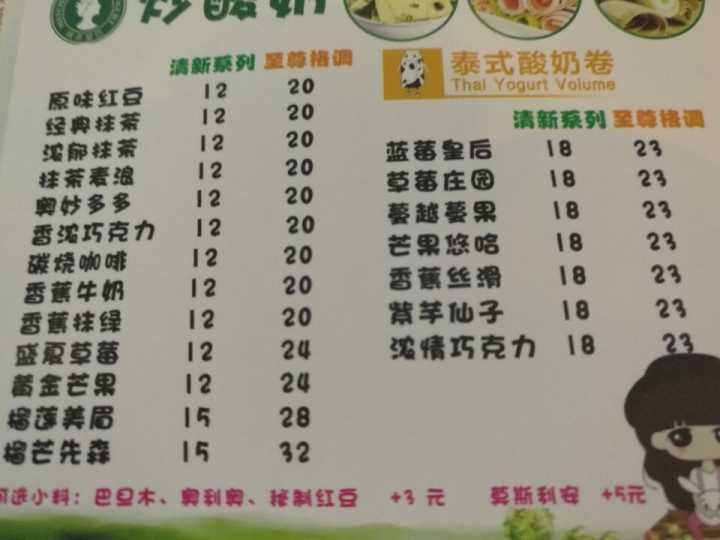 炒酸奶
清新系列 至尊格调
原味红豆 12 20
经典抹茶 12 20
浓郁抹茶 12 20
抹茶麦浪 12 20
奥妙多多 12 20
香浓巧克力 12 20
碳烧咖啡 12 20
香蕉牛奶 12 20
香蕉抹绿 12 20
盛夏草莓 12 24
黄金芒果 12 24
榴莲美眉 15 28
榴芒先森 15 32
泰式酸奶卷
Thai Yogurt Volume
清新系列 至尊格调
蓝莓皇后 18 23
草莓庄园 18 23
蔓越蔓果 18 23
芒果悠哈 18 23
香蕉丝滑 18 23
紫芋仙子 18 23
浓情巧克力 18 23
可选小料：巴旦木、奥利奥、秘制红豆 +3 元 莫斯利安 +5元